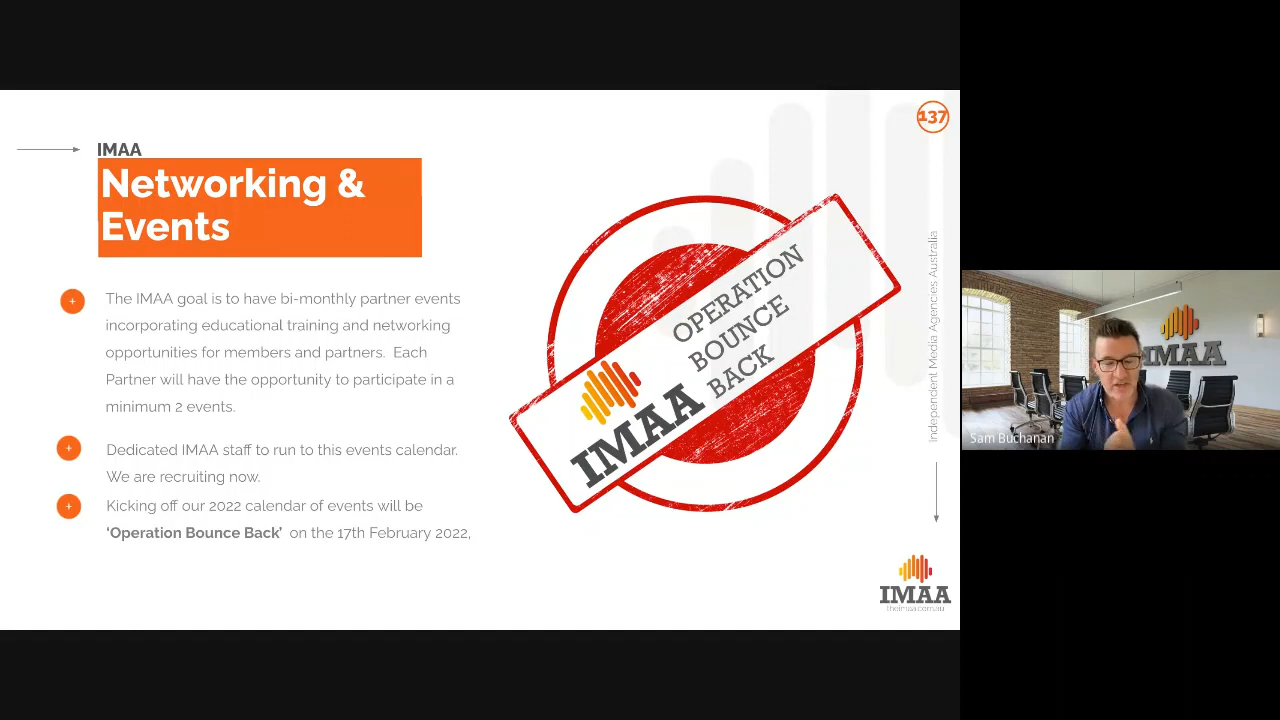 137
IMAA
Networking &
Events
+ The IMAA goal is to have bi-monthly partner events
incorporating educational training and networking
opportunities for members and partners. Each
Partner will have the opportunity to participate in a
minimum 2 events.
+ Dedicated IMAA staff to run to this events calendar.
We are recruiting now.
+ Kicking off our 2022 calendar of events will be
‘Operation Bounce Back’ on the 17th February 2022,
IMAA
OPERATION
BOUNCE
BACK
Independent Media Agencies Australia
IMAA
theimaa.com.au
IMAA
Sam Buchanan